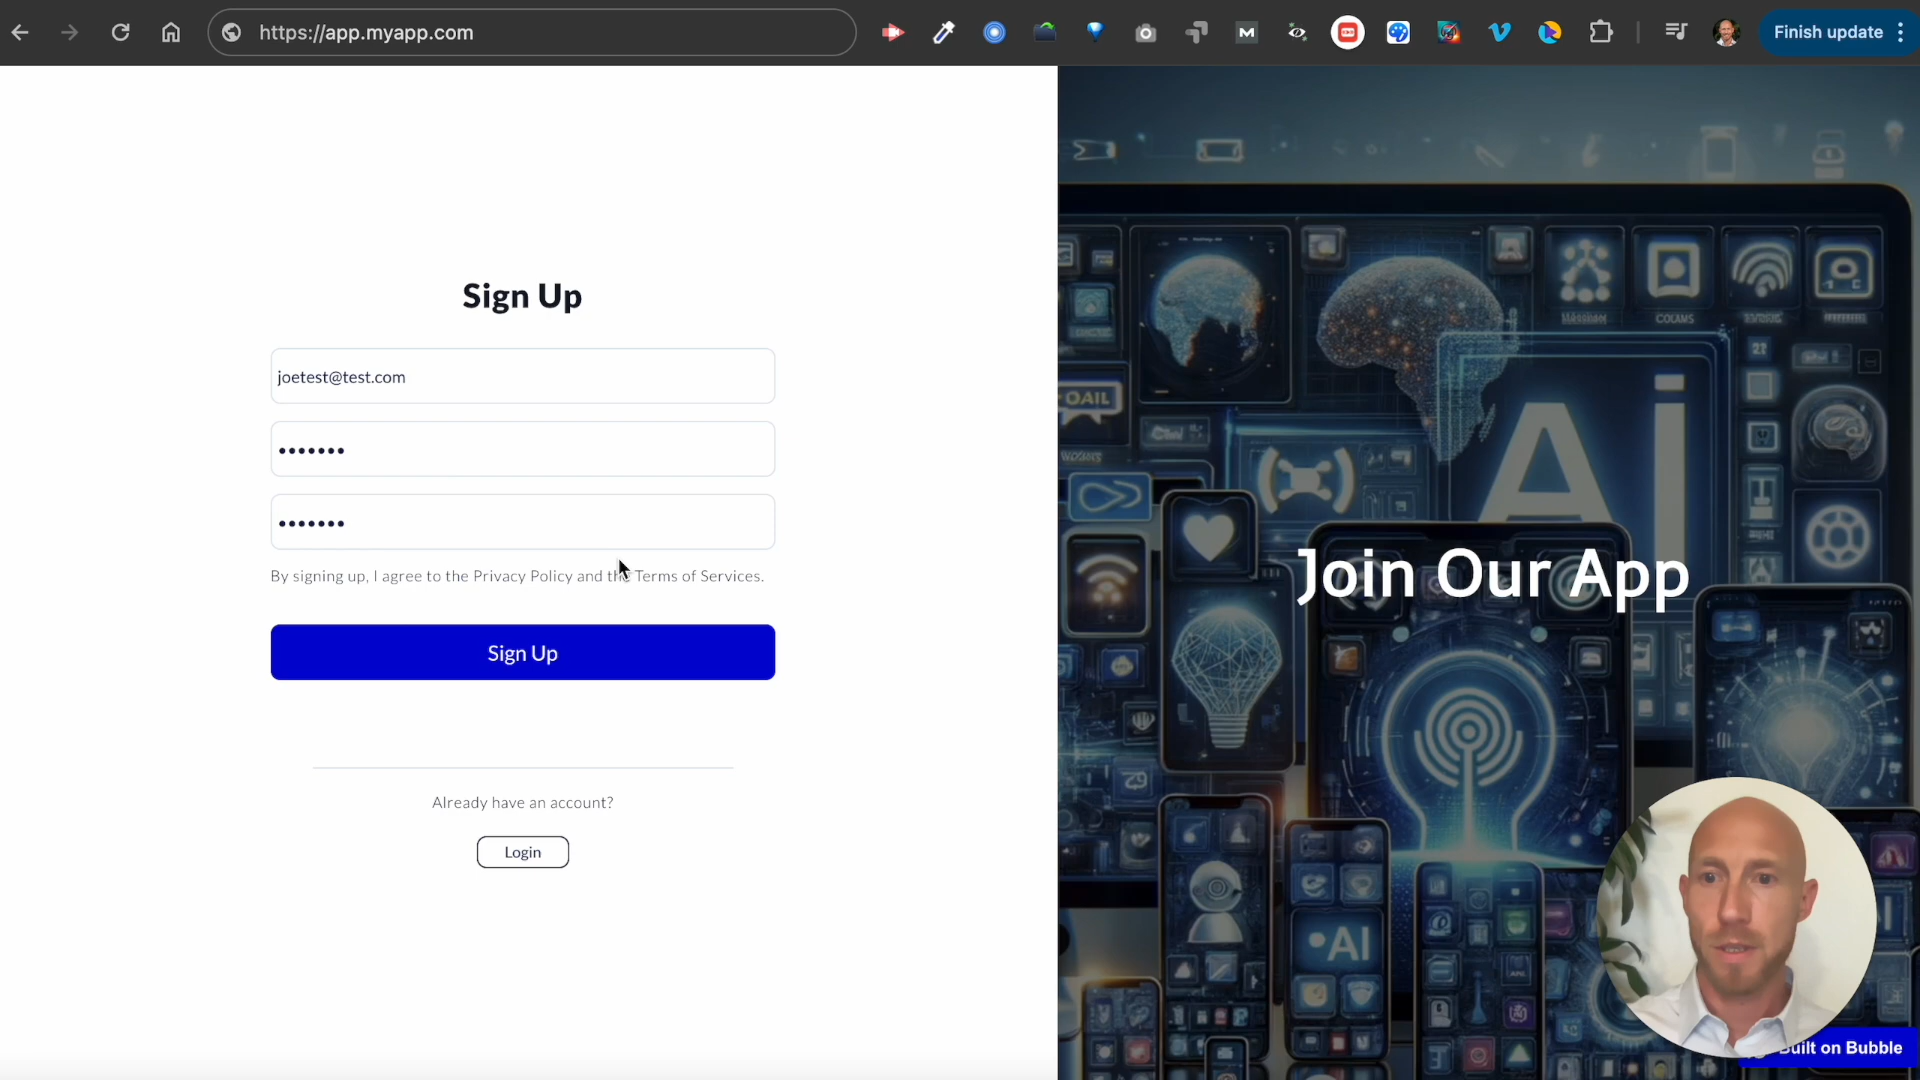 https://app.myapp.com
Finish update
Sign Up
joetest@test.com
By signing up, I agree to the Privacy Policy and the Terms of Services.
Sign Up
Already have an account?
Login
OAIL
COLAMS
Ai
Join Our App
AI
Built on Bubble